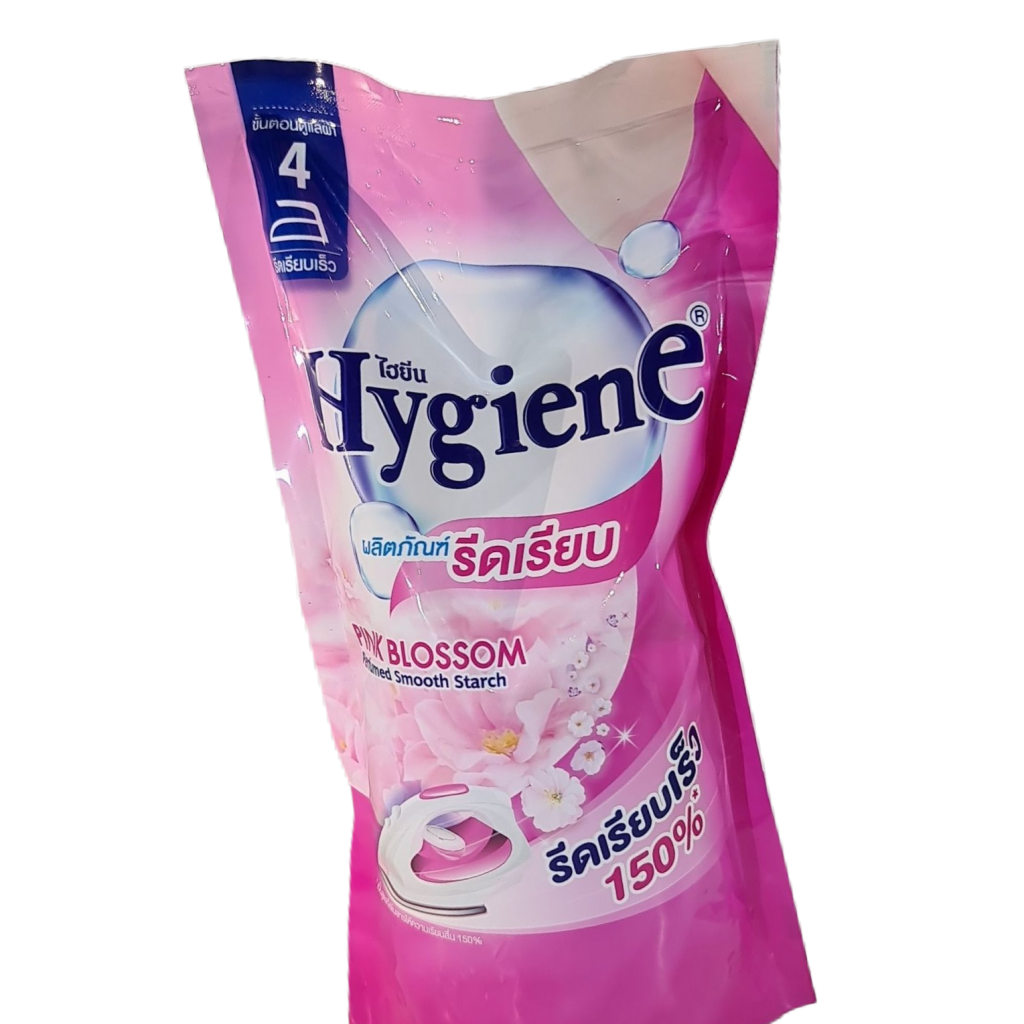 ขั้นตอนดูแลผ้า
4
รีดเรียบเร็ว
ไฮยีน
Hygiene®
ผลิตภัณฑ์ รีดเรียบ
PINK BLOSSOM
Perfumed Smooth Starch
รีดเรียบเร็ว*
150%
150%